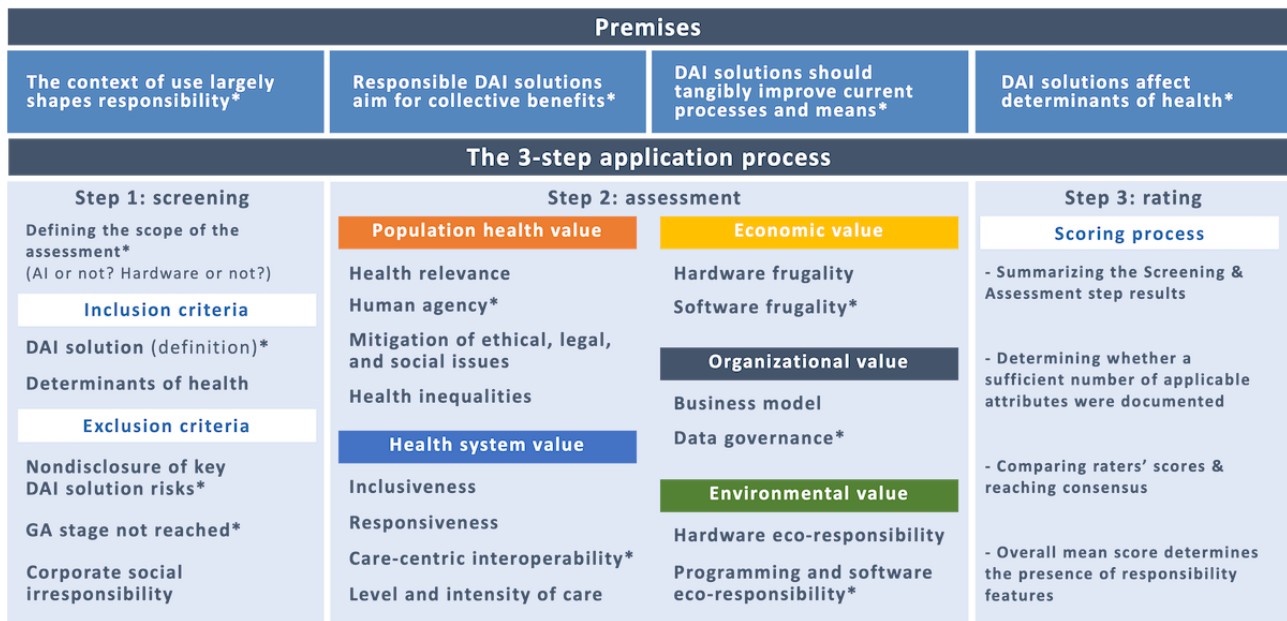 Premises
The context of use largely
shapes responsibility*
Responsible DAI solutions
aim for collective benefits*
DAI solutions should
tangibly improve current
processes and means*
DAI solutions affect
determinants of health*
The 3-step application process
Step 1: screening
Defining the scope of the
assessment*
(AI or not? Hardware or not?)
Inclusion criteria
DAI solution (definition)*
Determinants of health
Exclusion criteria
Nondisclosure of key
DAI solution risks*
GA stage not reached*
Corporate social
irresponsibility
Step 2: assessment
Population health value
Health relevance
Human agency*
Mitigation of ethical, legal,
and social issues
Health inequalities
Health system value
Inclusiveness
Responsiveness
Care-centric interoperability*
Level and intensity of care
Economic value
Hardware frugality
Software frugality*
Organizational value
Business model
Data governance*
Environmental value
Hardware eco-responsibility
Programming and software
eco-responsibility*
Step 3: rating
Scoring process
- Summarizing the Screening &
Assessment step results
- Determining whether a
sufficient number of applicable
attributes were documented
- Comparing raters’ scores &
reaching consensus
- Overall mean score determines
the presence of responsibility
features